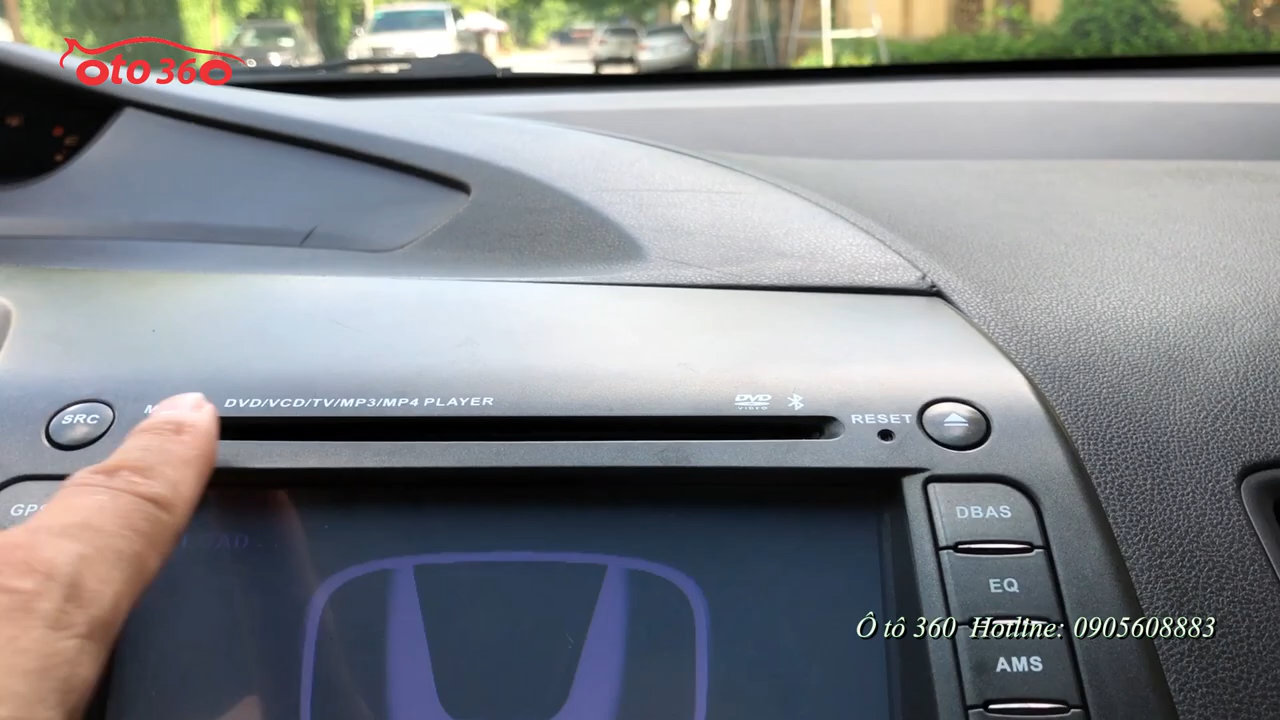 oto360
SRC
DVD/VCD/TV/MP3/MP4 PLAYER
DVD
VIDEO
RESET
DBAS
EQ
AMS
Ô tô 360 Hotline: 0905608883